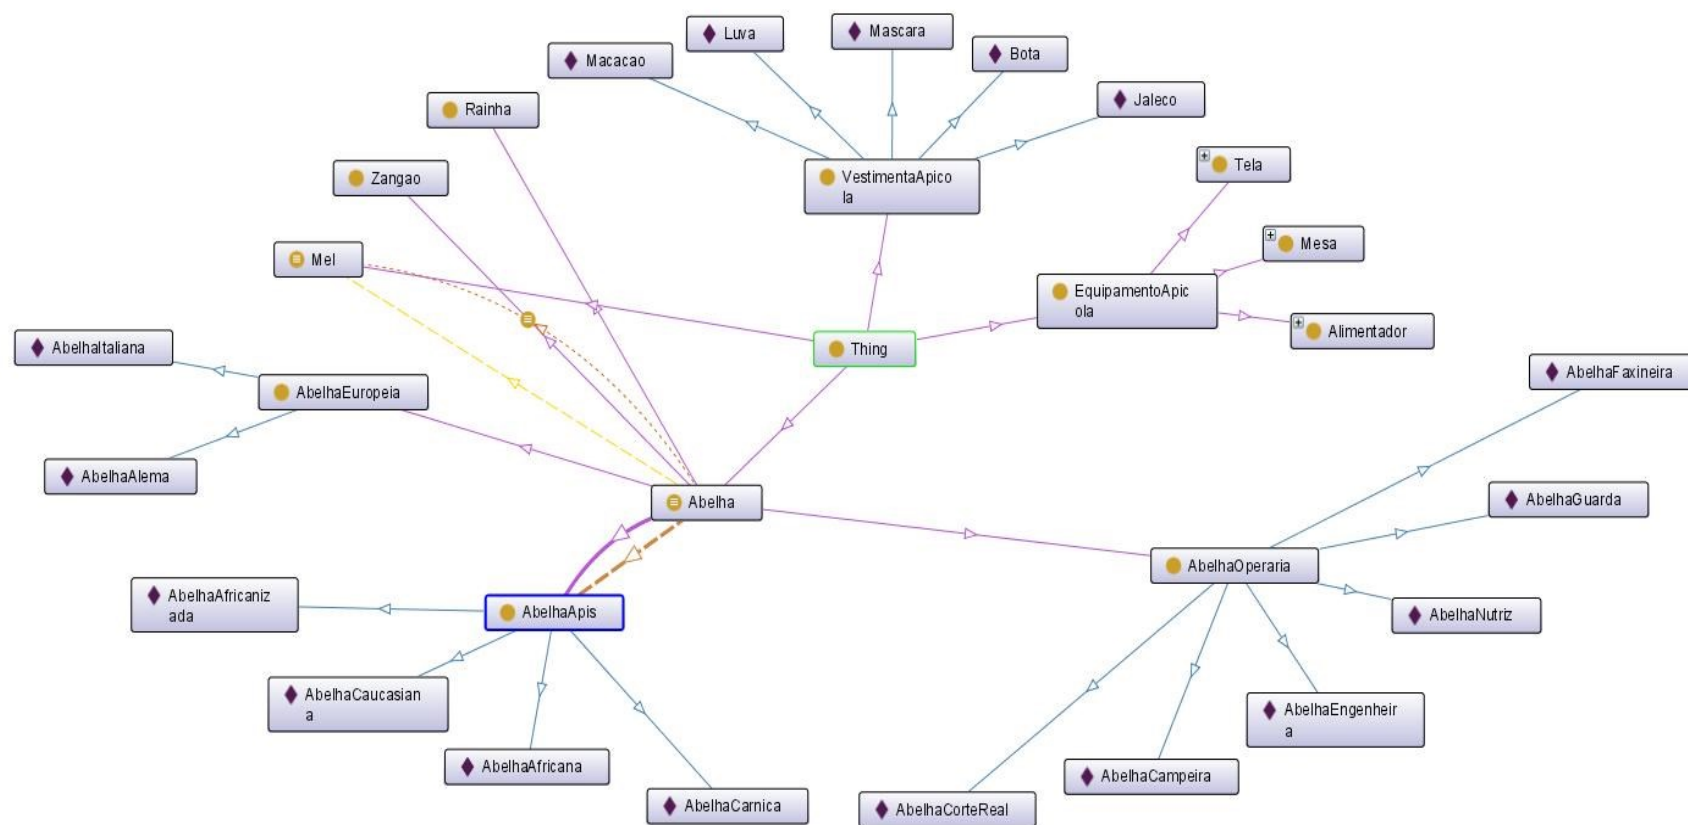 Luva
Mascara
Bota
Macacao
Jaleco
Rainha
Tela
Zangao
VestimentaApico
la
Mesa
Mel
EquipamentoApic
ola
Alimentador
AbelhaItaliana
Thing
AbelhaFaxineira
AbelhaEuropeia
AbelhaAlema
Abelha
AbelhaGuarda
AbelhaOperaria
AbelhaAfricaniz
ada
AbelhaApis
AbelhaNutriz
AbelhaCaucasian
a
AbelhaEngenheir
a
AbelhaAfricana
AbelhaCampeira
AbelhaCarnica
AbelhaCorteReal